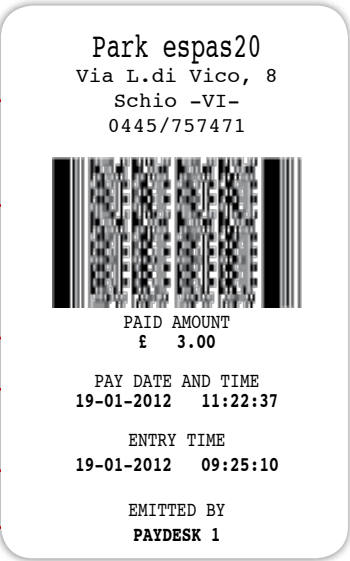 Park espas20
Via L.di Vico, 8
Schio -VI-
0445/757471
PAID AMOUNT
£ 3.00
PAY DATE AND TIME
19-01-2012 11:22:37
ENTRY TIME
19-01-2012 09:25:10
EMITTED BY
PAYDESK 1